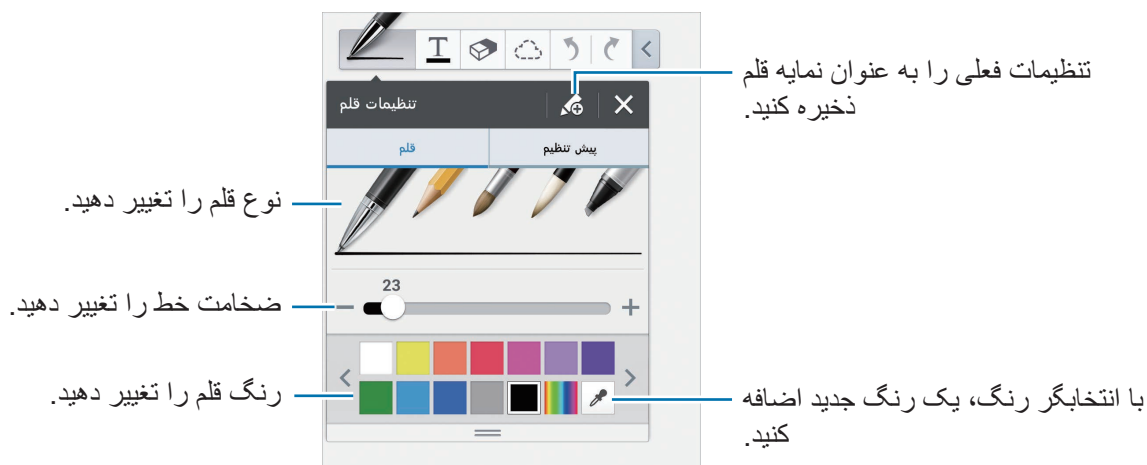 T
تنظیمات فعلی را به عنوان نمایه قلم
ذخیره کنید.
تنظیمات قلم
قلم
پیش تنظیم
نوع قلم را تغییر دهید.
23
ضخامت خط را تغییر دهید.
رنگ قلم را تغییر دهید.
با انتخابگر رنگ، یک رنگ جدید اضافه
کنید.